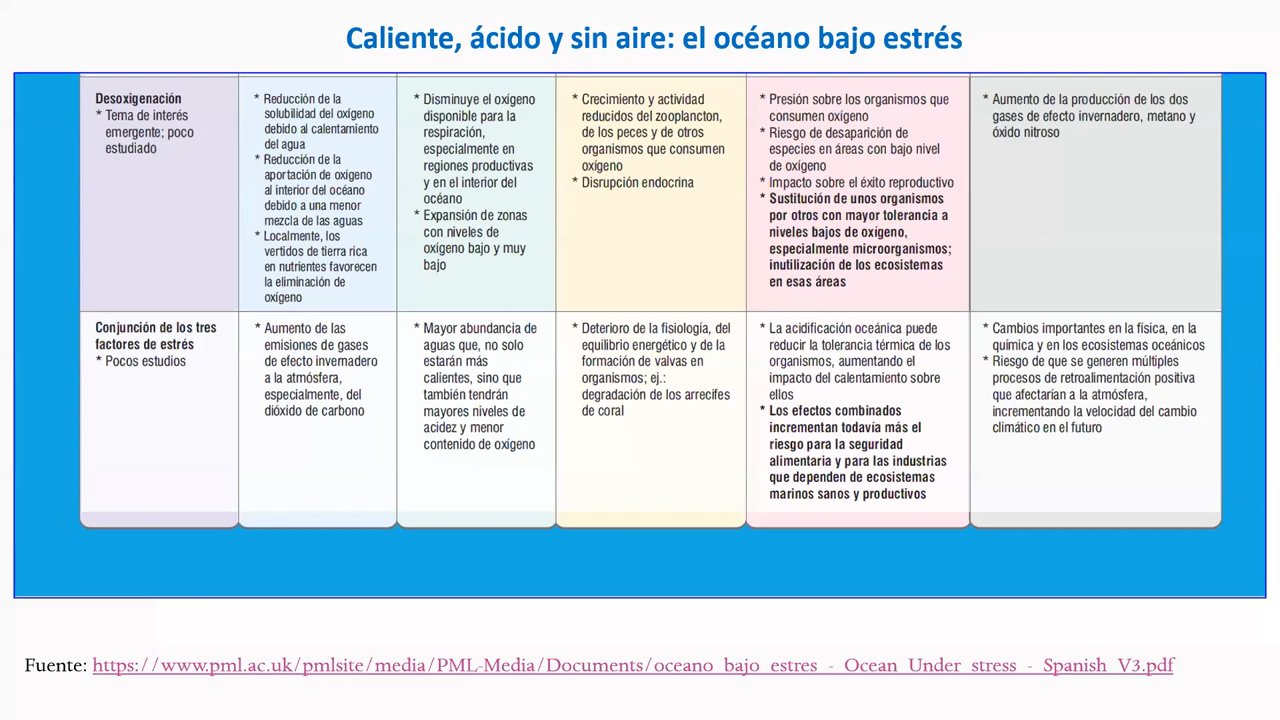 Caliente, ácido y sin aire: el océano bajo estrés
Desoxigenación
* Tema de interés
emergente; poco
estudiado
* Reducción de la
solubilidad del oxígeno
debido al calentamiento
del agua
* Reducción de la
aportación de oxígeno
al interior del océano
debido a una menor
mezcla de las aguas
* Localmente, los
vertidos de tierra rica
en nutrientes favorecen
la eliminación de
oxígeno
* Disminuye el oxígeno
disponible para la
respiración,
especialmente en
regiones productivas
y en el interior del
océano
* Expansión de zonas
con niveles de
oxígeno bajo y muy
bajo
* Crecimiento y actividad
reducidos del zooplancton,
de los peces y de otros
organismos que consumen
oxígeno
* Disrupción endocrina
* Presión sobre los organismos que
consumen oxígeno
* Riesgo de desaparición de
especies en áreas con bajo nivel
de oxígeno
* Impacto sobre el éxito reproductivo
* Sustitución de unos organismos
por otros con mayor tolerancia a
niveles bajos de oxígeno,
especialmente microorganismos;
inutilización de los ecosistemas
en esas áreas
* Aumento de la producción de los dos
gases de efecto invernadero, metano y
óxido nitroso
Conjunción de los tres
factores de estrés
* Pocos estudios
* Aumento de las
emisiones de gases
de efecto invernadero
a la atmósfera,
especialmente, del
dióxido de carbono
* Mayor abundancia de
aguas que, no solo
estarán más
calientes, sino que
también tendrán
mayores niveles de
acidez y menor
contenido de oxígeno
* Deterioro de la fisiología, del
equilibrio energético y de la
formación de valvas en
organismos; ej.:
degradación de los arrecifes
de coral
* La acidificación oceánica puede
reducir la tolerancia térmica de los
organismos, aumentando el
impacto del calentamiento sobre
ellos
* Los efectos combinados
incrementan todavía más el
riesgo para la seguridad
alimentaria y para las industrias
que dependen de ecosistemas
marinos sanos y productivos
* Cambios importantes en la física, en la
química y en los ecosistemas oceánicos
* Riesgo de que se generen múltiples
procesos de retroalimentación positiva
que afectarían a la atmósfera,
incrementando la velocidad del cambio
climático en el futuro
Fuente: https://www.pml.ac.uk/pmlsite/media/PML-Media/Documents/oceano_bajo_estres_-_Ocean_Under_stress_-_Spanish_V3.pdf